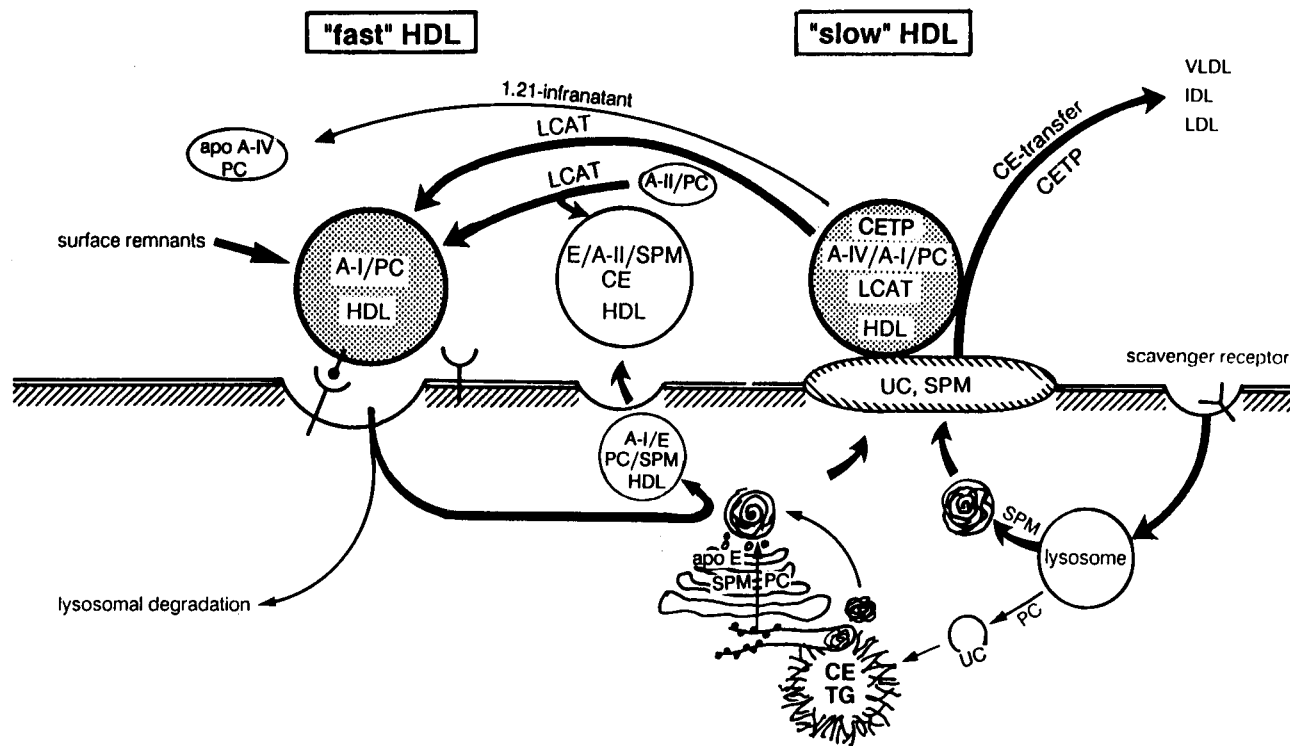 "fast" HDL
"slow" HDL
VLDL
IDL
LDL
1.21-infranatant
LCAT
CE-transfer
CETP
apo A-IV
PC
LCAT
A-II/PC
surface remnants
A-I/PC
HDL
E/A-II/SPM
CE
HDL
CETP
A-IV/A-I/PC
LCAT
HDL
scavenger receptor
UC, SPM
A-I/E
PC/SPM
HDL
SPM
lysosome
apo E
SPM
PC
lysosomal degradation
PC
UC
CE
TG